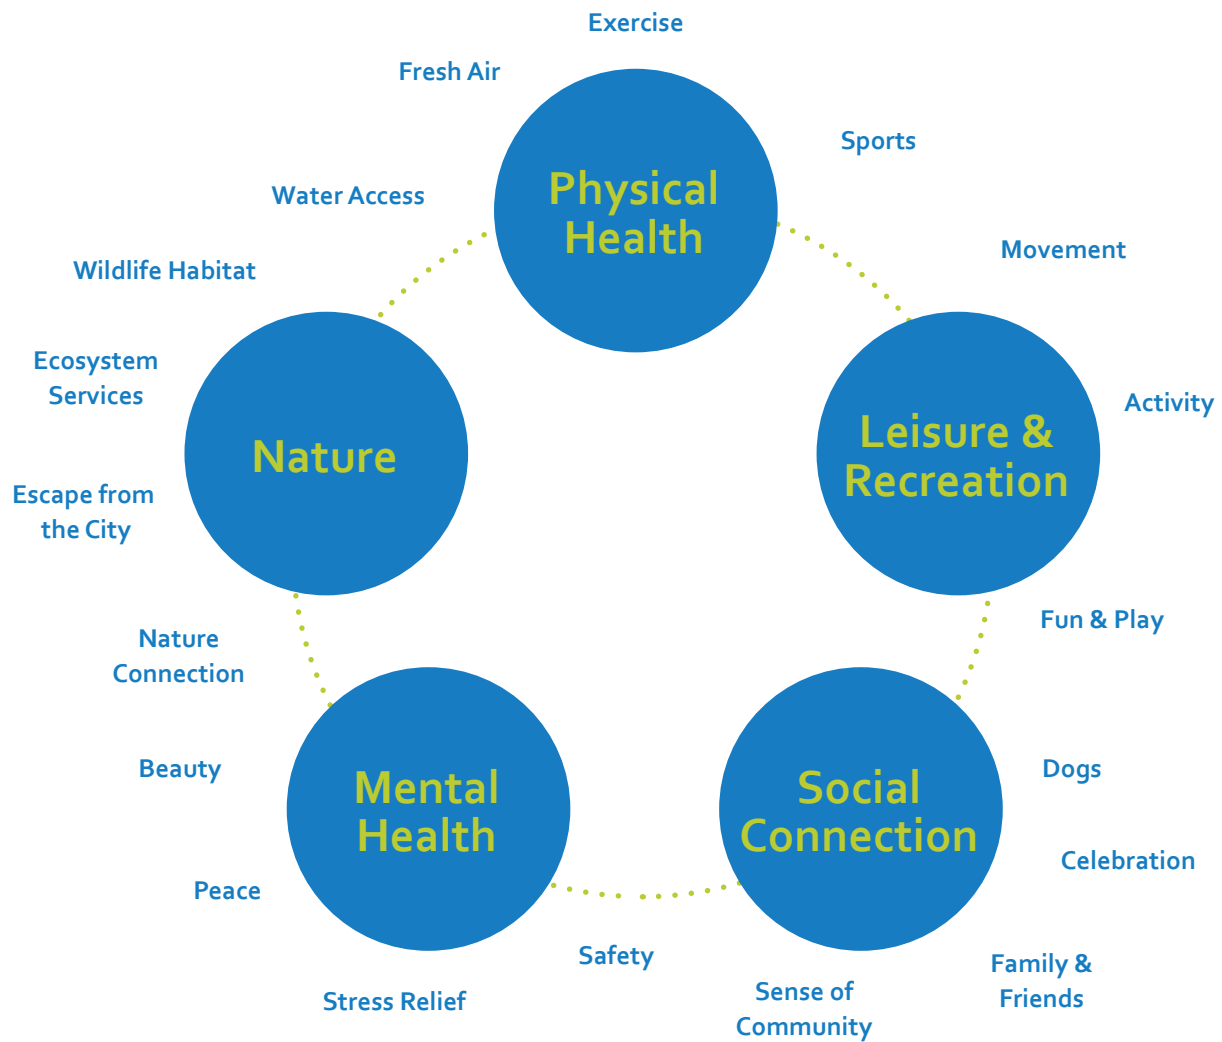 Exercise
Fresh Air
Sports
Physical
Health
Water Access
Movement
Wildlife Habitat
Ecosystem
Services
Activity
Leisure &
Recreation
Nature
Escape from
the City
Fun & Play
Nature
Connection
Beauty
Dogs
Mental
Health
Social
Connection
Celebration
Peace
Safety
Family &
Friends
Stress Relief
Sense of
Community